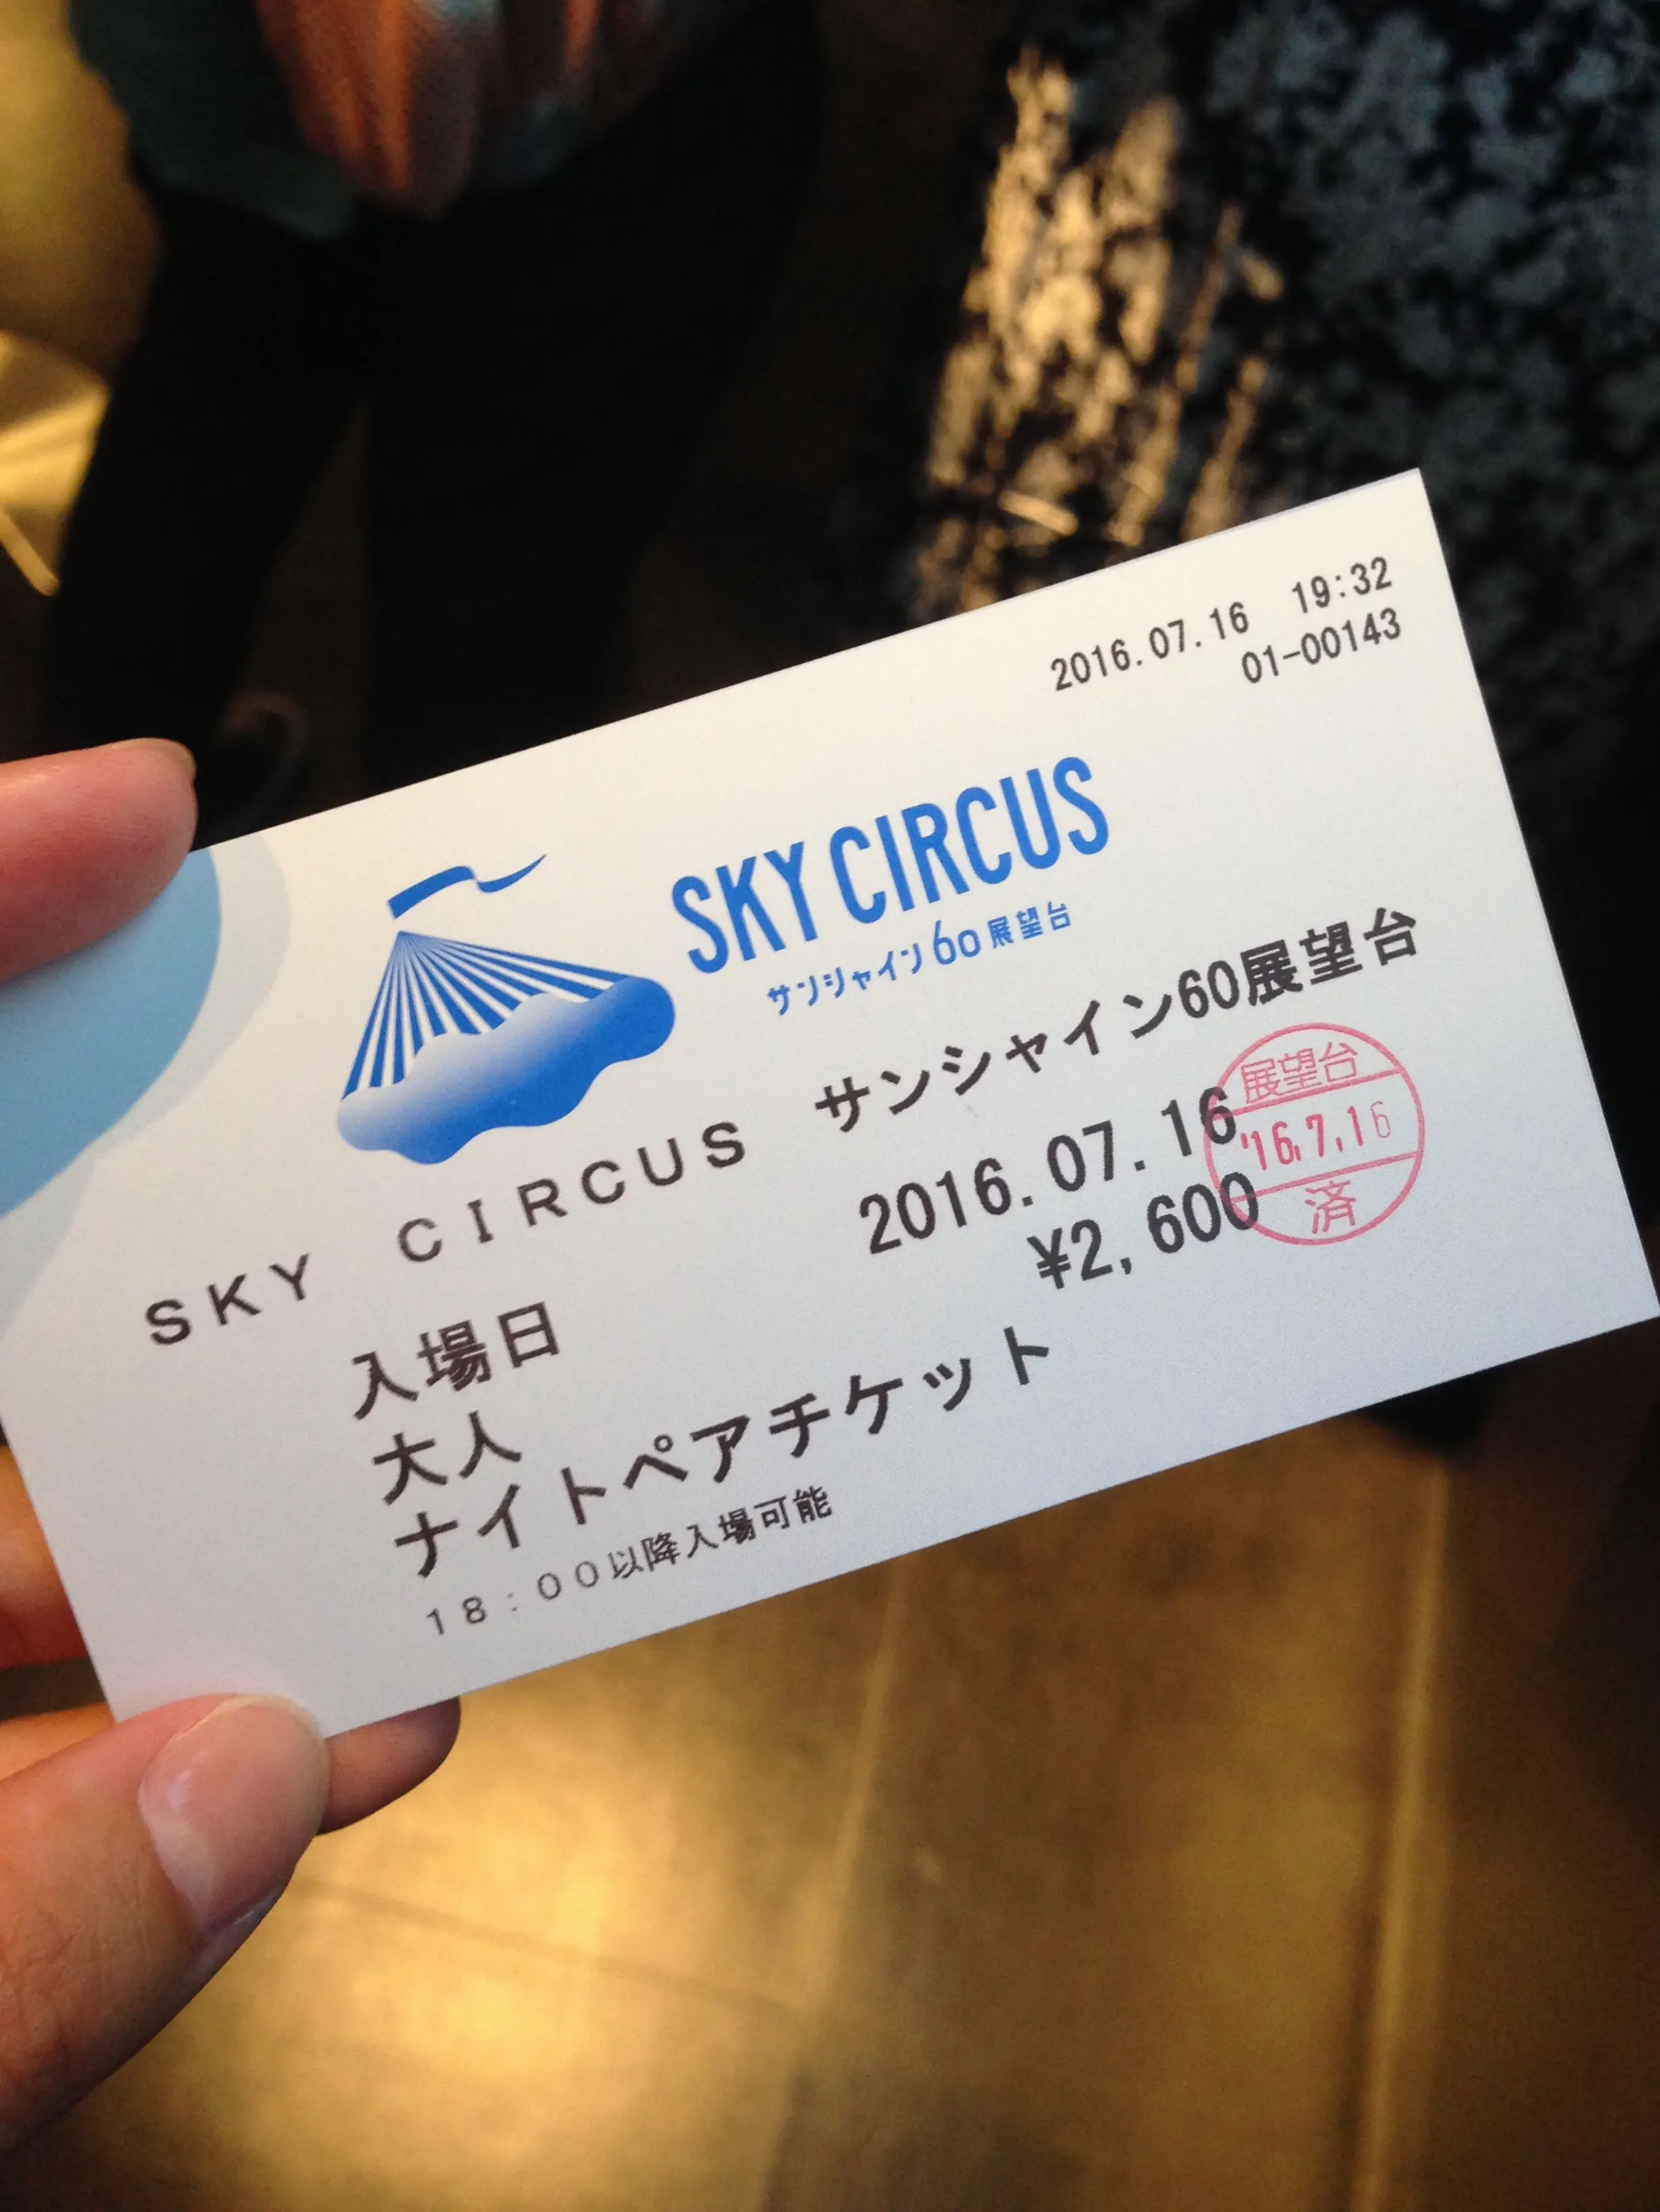 2016.07.16 19:32
01-00143
SKY CIRCUS
サンシャイン60展望台
SKY CIRCUS サンシャイン60展望台
入場日 2016.07.16
大人 ¥2,600
ナイトペアチケット
18:00以降入場可能
展望台
'16.7.16
済